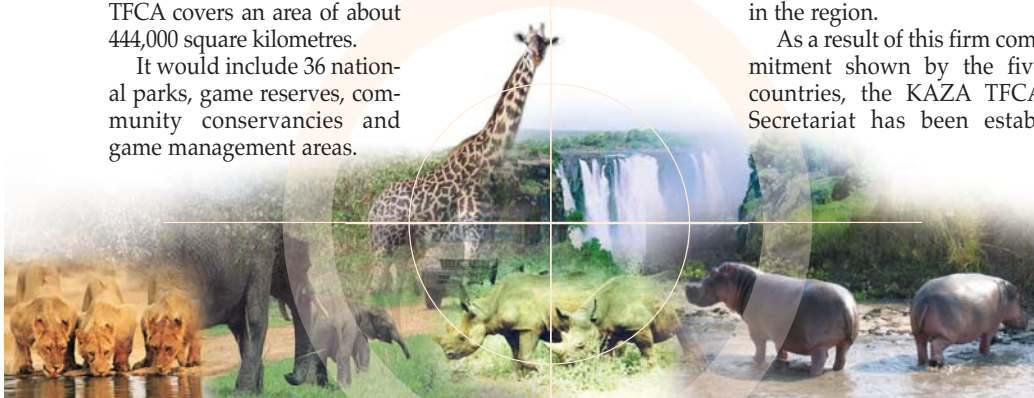 TFCA covers an area of about
444,000 square kilometres.
It would include 36 nation-
al parks, game reserves, com-
munity conservancies and
game management areas.
in the region.
As a result of this firm com-
mitment shown by the fiv
countries, the KAZA TFCA
Secretariat has been estab